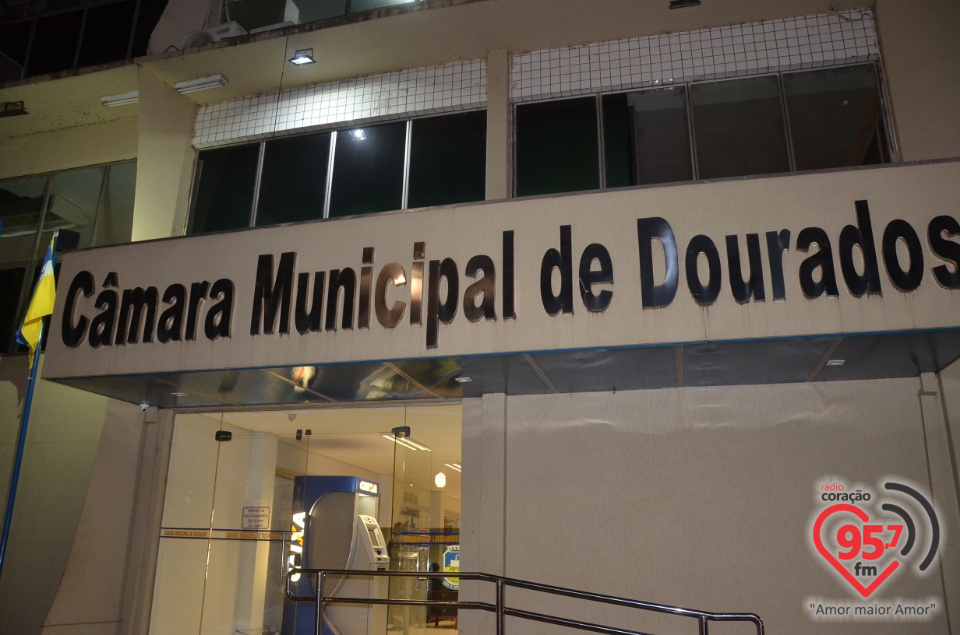 Câmara Municipal de Dourados
rádio
coração
95,7
fm
"Amor maior Amor"